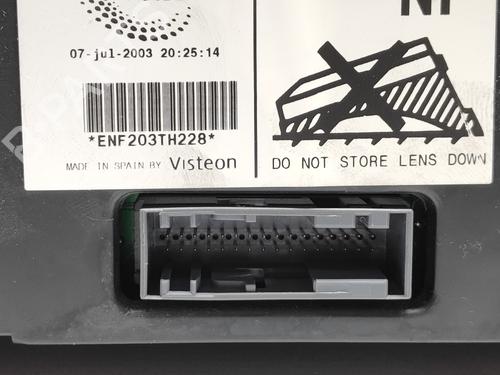 07-jul-2003 20:25:14
*ENF203TH228*
MADE IN SPAIN BY Visteon
DO NOT STORE LENS DOWN